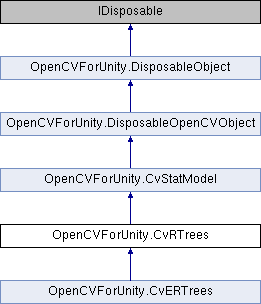 IDisposable
OpenCVForUnity.DisposableObject
OpenCVForUnity.DisposableOpenCVObject
OpenCVForUnity.CvStatModel
OpenCVForUnity.CvRTrees
OpenCVForUnity.CvERTrees